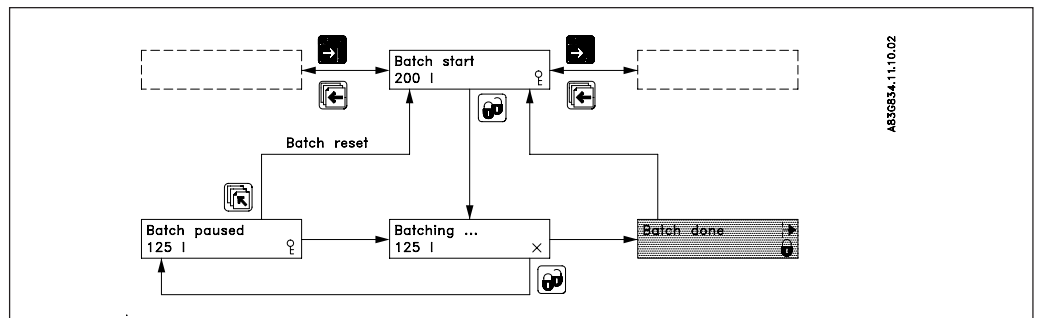 Batch start
200 l
Batch reset
Batch paused
125 l
Batching ...
125 l
Batch done
A83G834.11.10.02